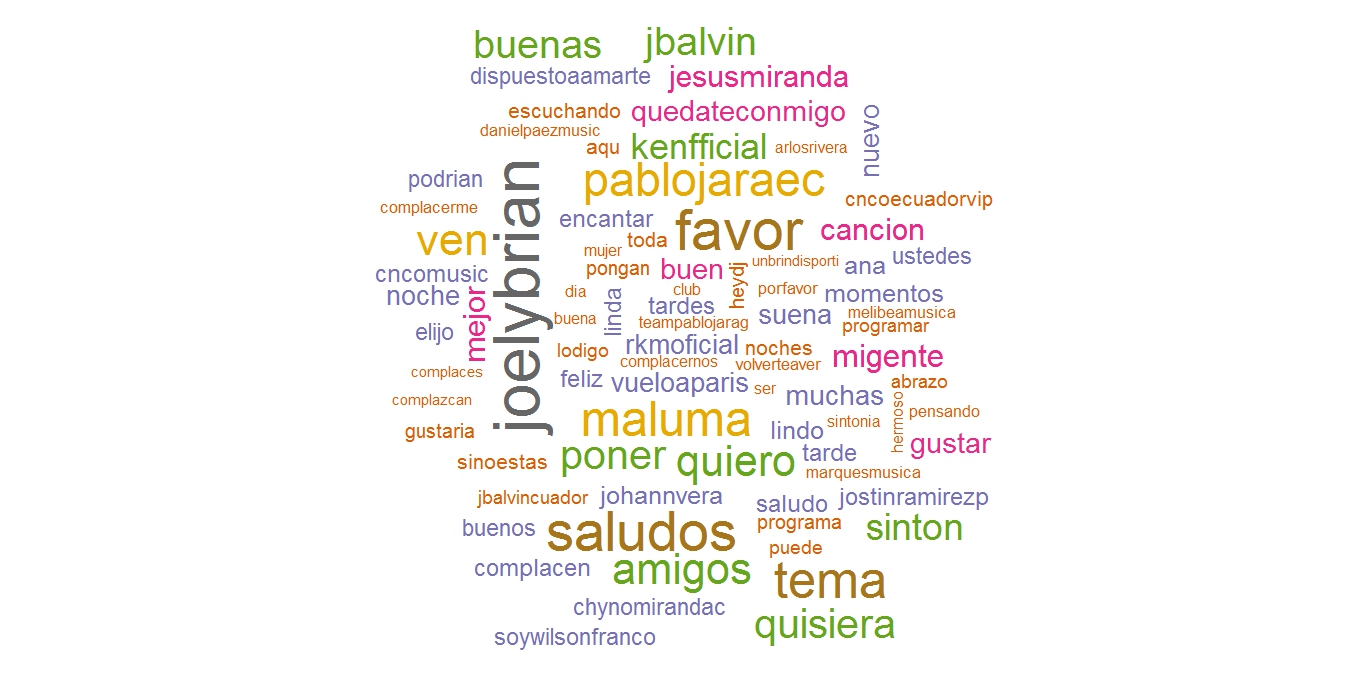 buenas
jbalvin
dispuestoaamarte
jesusmiranda
escuchando
quedateconmigo
nuevo
danielpaezmusic
aqu
kenfficial
arlosrivera
podrian
joelybrian
pablojaraec
complacerme
cncoecuadorvip
encantar
favor
cancion
ven
toda
mujer
pongan
buen
unbrindisporti
ana
ustedes
cncomusic
heydj
noche
mejor
dia
linda
club
porfavor
momentos
tardes
buena
teampablojarag
suena
melibeamusica
programar
elijo
lodigo
rkmoficial
noches
migente
complacernos
volverteaver
complaces
feliz
vueloaparis
ser
muchas
abrazo
complazcan
hermoso
pensando
maluma
sintonia
gustaria
lindo
gustar
sinoestas
poner
quiero
tarde
marquesmusica
jbalvincuador
johannvera
saludo
jostinramirezp
buenos
saludos
programa
sinton
puede
complacen
amigos
tema
chynomirandac
quisiera
soywilsonfranco